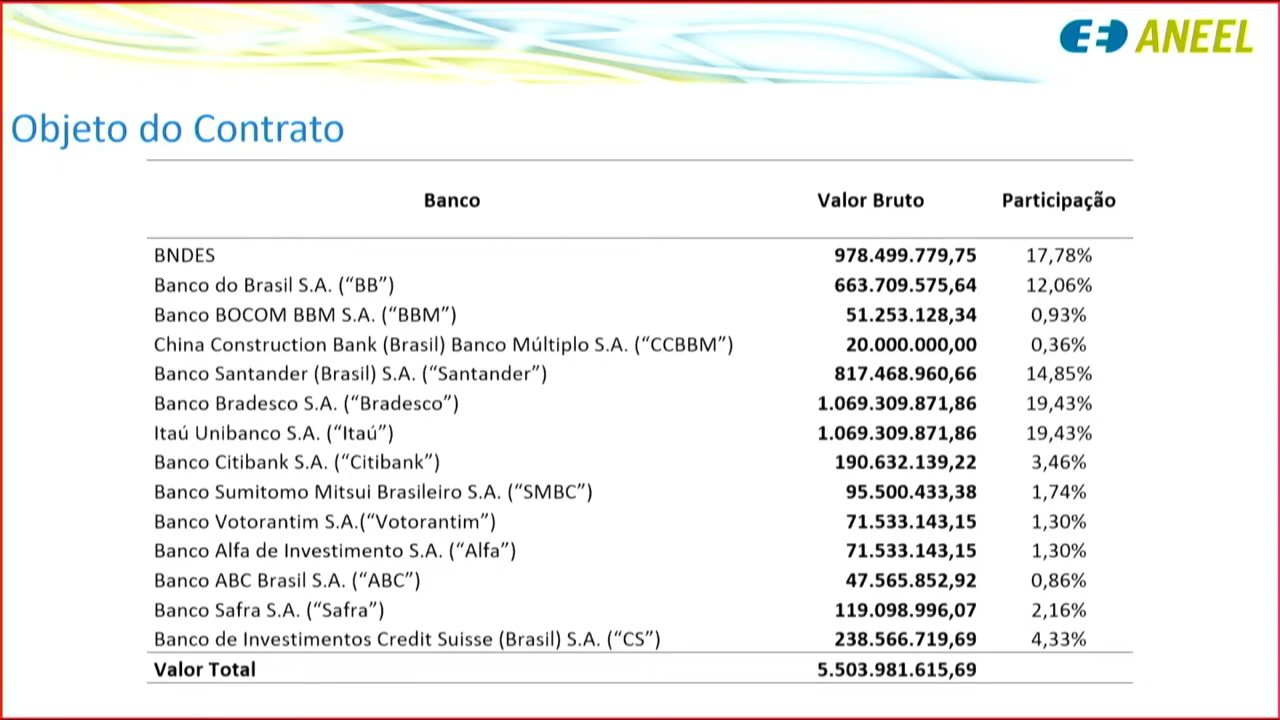 ANEEL
Objeto do Contrato
Banco Valor Bruto Participação
BNDES 978.499.779,75 17,78%
Banco do Brasil S.A. (“BB”) 663.709.575,64 12,06%
Banco BOCOM BBM S.A. (“BBM”) 51.253.128,34 0,93%
China Construction Bank (Brasil) Banco Múltiplo S.A. (“CCBBM”) 20.000.000,00 0,36%
Banco Santander (Brasil) S.A. (“Santander”) 817.468.960,66 14,85%
Banco Bradesco S.A. (“Bradesco”) 1.069.309.871,86 19,43%
Itaú Unibanco S.A. (“Itaú”) 1.069.309.871,86 19,43%
Banco Citibank S.A. (“Citibank”) 190.632.139,22 3,46%
Banco Sumitomo Mitsui Brasileiro S.A. (“SMBC”) 95.500.433,38 1,74%
Banco Votorantim S.A.(“Votorantim”) 71.533.143,15 1,30%
Banco Alfa de Investimento S.A. (“Alfa”) 71.533.143,15 1,30%
Banco ABC Brasil S.A. (“ABC”) 47.565.852,92 0,86%
Banco Safra S.A. (“Safra”) 119.098.996,07 2,16%
Banco de Investimentos Credit Suisse (Brasil) S.A. (“CS”) 238.566.719,69 4,33%
Valor Total 5.503.981.615,69